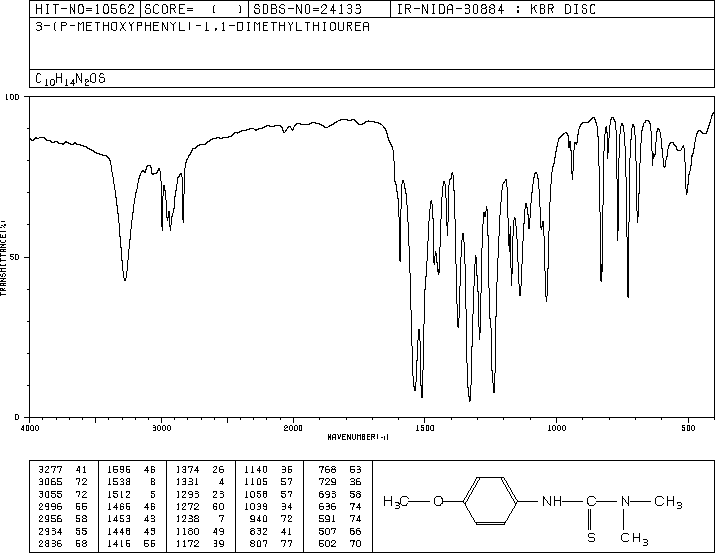 HIT-NO=10562 SCORE= ( ) SDBS-NO=24133 IR-NIDA-30884 : KBR DISC
3-(P-METHOXYPHENYL)-1,1-DIMETHYLTHIOUREA
C10H14N2OS
100
50
0
TRANSMITTANCE(%)
4000 3000 2000 1500 1000 500
WAVENUMBER(-1)
3277 41 1596 46 1374 26 1140 36 768 53
3065 72 1538 8 1331 4 1105 57 729 36
3055 72 1512 5 1293 23 1058 57 693 58
2996 55 1466 46 1272 60 1039 34 636 74
2956 58 1453 43 1238 7 940 72 591 74
2934 55 1448 43 1180 49 832 41 507 66
2836 58 1416 55 1172 39 807 77 502 70
H3C O NH C N CH3
S CH3